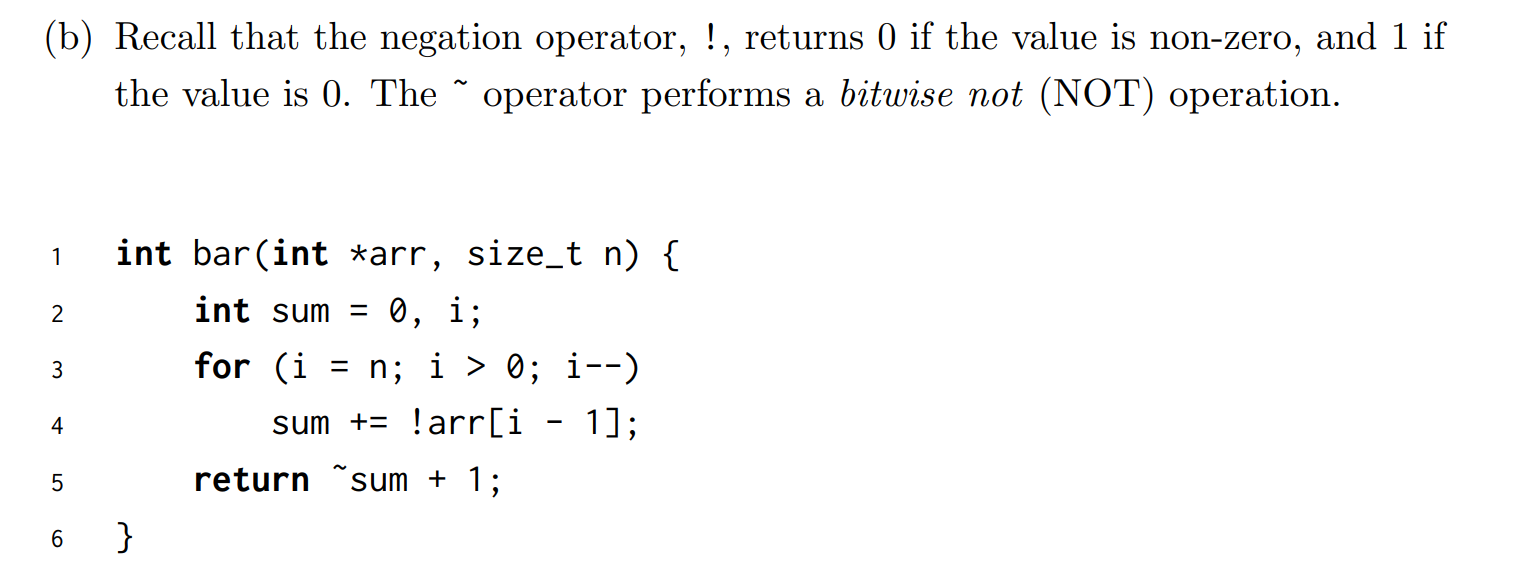 (b) Recall that the negation operator, !, returns 0 if the value is non-zero, and 1 if
the value is 0. The ~ operator performs a bitwise not (NOT) operation.
1 int bar(int *arr, size_t n) {
2     int sum = 0, i;
3     for (i = n; i > 0; i--)
4         sum += !arr[i - 1];
5     return ~sum + 1;
6 }